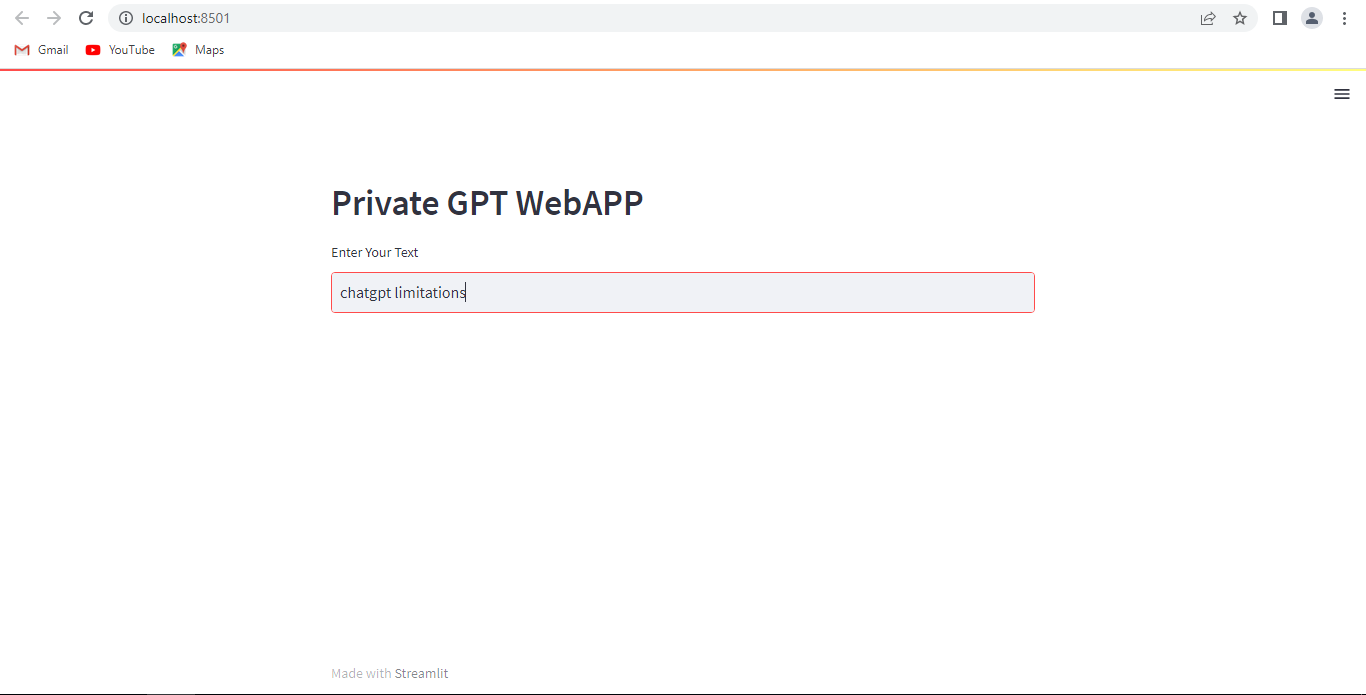 localhost:8501
Gmail YouTube Maps
Private GPT WebAPP
Enter Your Text
chatgpt limitations
Made with Streamlit